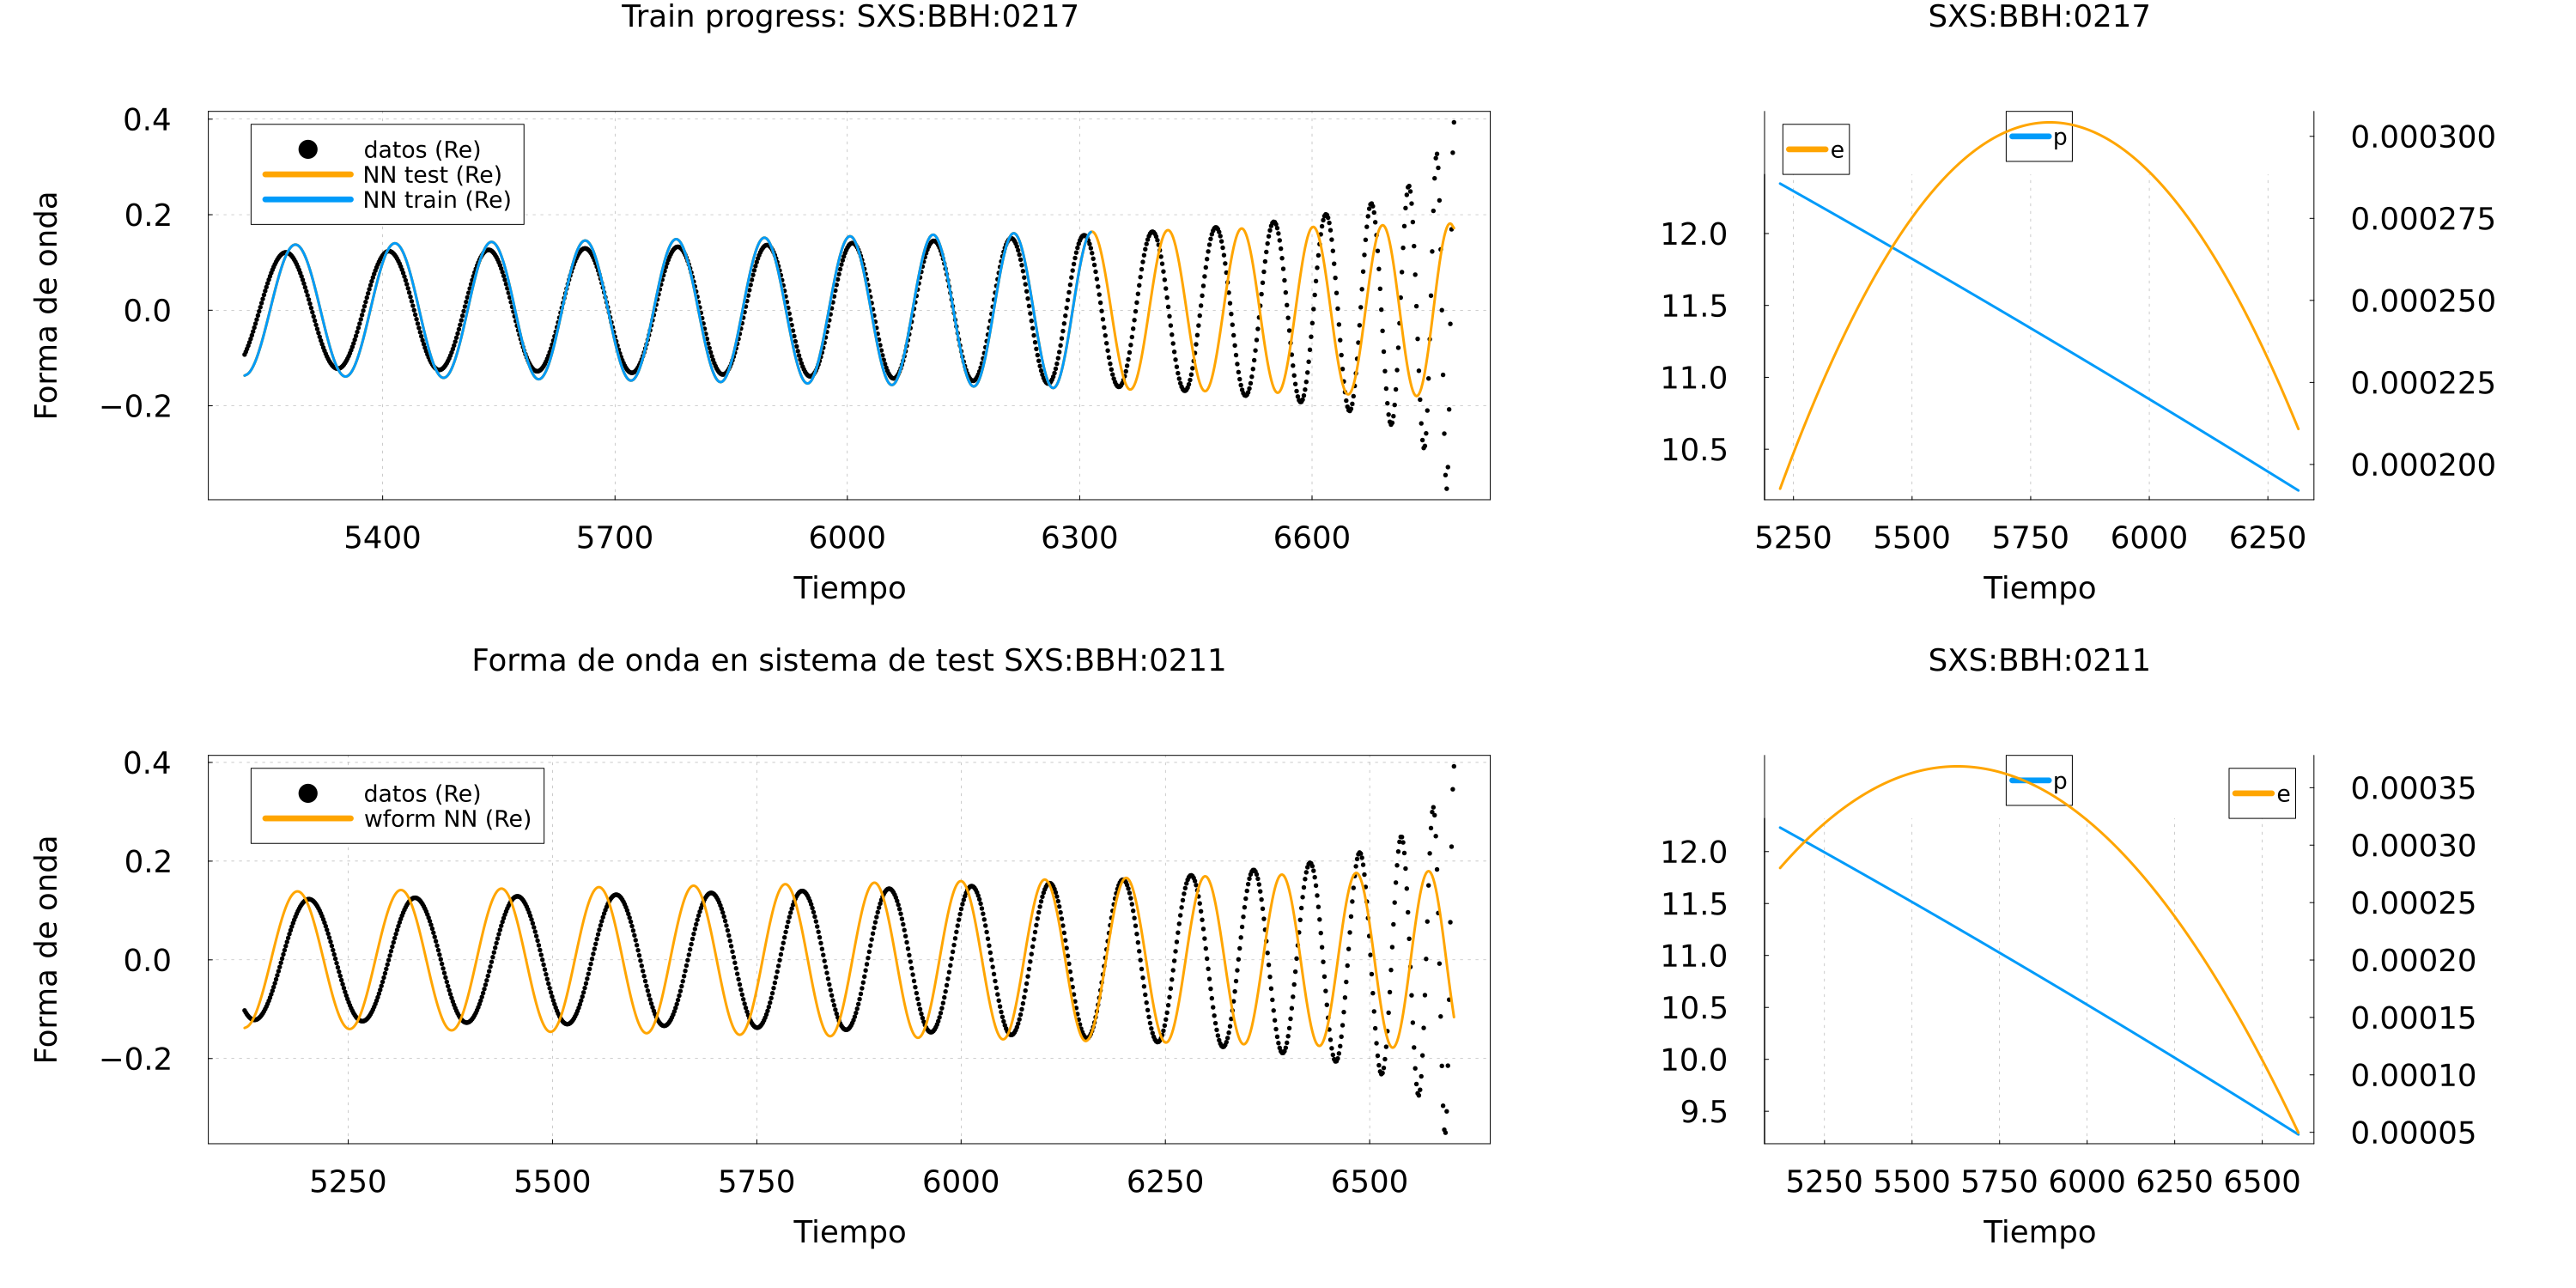 Train progress: SXS:BBH:0217
Forma de onda
0.4
0.2
0.0
−0.2
datos (Re)
NN test (Re)
NN train (Re)
5400 5700 6000 6300 6600
Tiempo
SXS:BBH:0217
12.0
11.5
11.0
10.5
e
p
0.000300
0.000275
0.000250
0.000225
0.000200
5250 5500 5750 6000 6250
Tiempo
Forma de onda en sistema de test SXS:BBH:0211
Forma de onda
0.4
0.2
0.0
−0.2
datos (Re)
wform NN (Re)
5250 5500 5750 6000 6250 6500
Tiempo
SXS:BBH:0211
12.0
11.5
11.0
10.5
10.0
9.5
p
e
0.00035
0.00030
0.00025
0.00020
0.00015
0.00010
0.00005
5250 5500 5750 6000 6250 6500
Tiempo